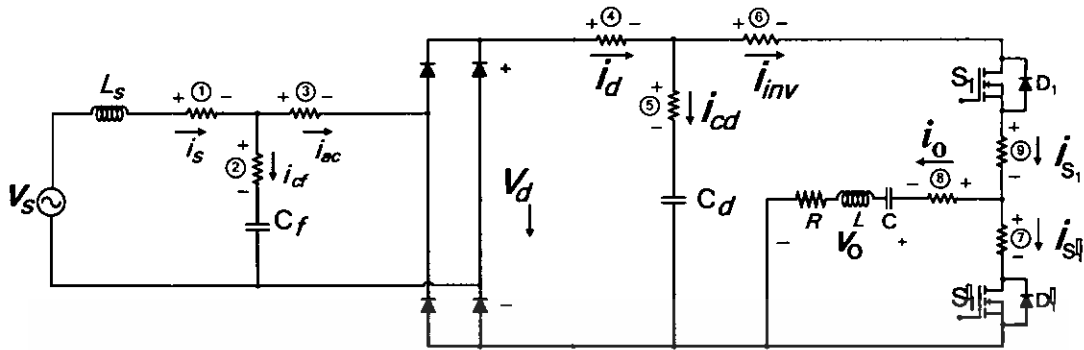 + ① −
+ ③ −
+ ④ −
+ ⑥ −
L_s
i_s
i_ac
+ ② −
i_cf
C_f
V_s
+
V_d
−
i_d
i_inv
+ ⑤ −
i_cd
C_d
S_1
D_1
+ ⑨ −
i_S1
i_o
− ⑧ +
R
L
C
− V_o +
+ ⑦ −